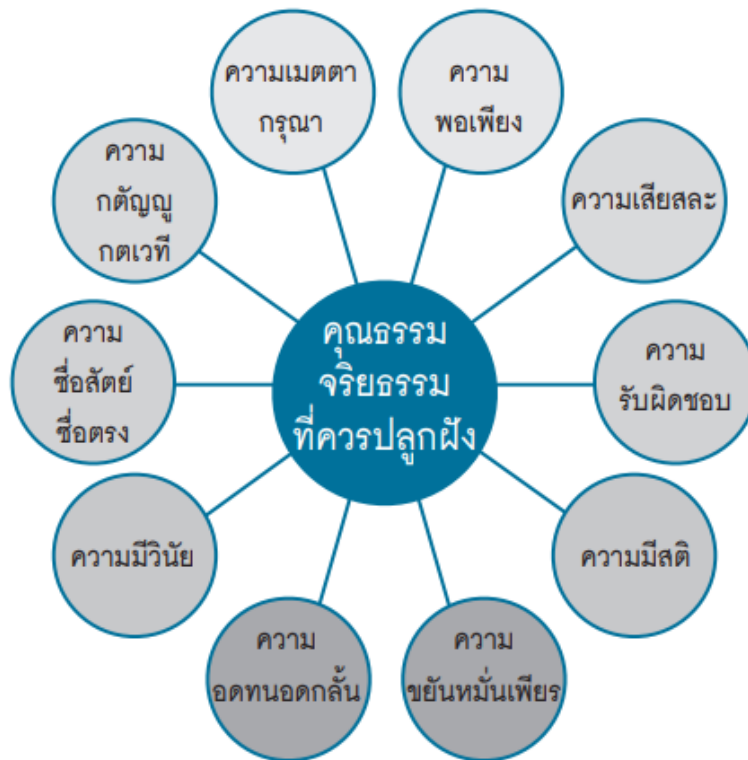 ความเมตตา
กรุณา
ความ
พอเพียง
ความ
กตัญญู
กตเวที
ความเสียสละ
คุณธรรม
จริยธรรม
ที่ควรปลูกฝัง
ความ
ซื่อสัตย์
ซื่อตรง
ความ
รับผิดชอบ
ความมีวินัย
ความมีสติ
ความ
อดทนอดกลั้น
ความ
ขยันหมั่นเพียร